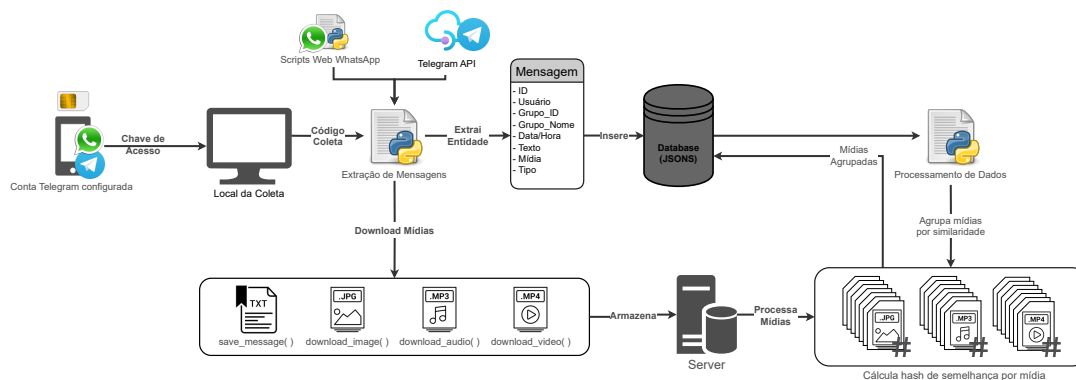 Scripts Web WhatsApp
Telegram API
Conta Telegram configurada
Chave de
Acesso
Local da Coleta
Código
Coleta
Extração de Mensagens
Extrai
Entidade
Mensagem
- ID
- Usuário
- Grupo_ID
- Grupo_Nome
- Data/Hora
- Texto
- Mídia
- Tipo
Insere
Database
(JSONS)
Processamento de Dados
Mídias
Agrupadas
Agrupa mídias
por similaridade
Download Mídias
TXT
save_message( )
.JPG
download_image( )
.MP3
download_audio( )
.MP4
download_video( )
Armazena
Server
Processa
Mídias
.JPG
#
.MP3
#
.MP4
#
Cálcula hash de semelhança por mídia